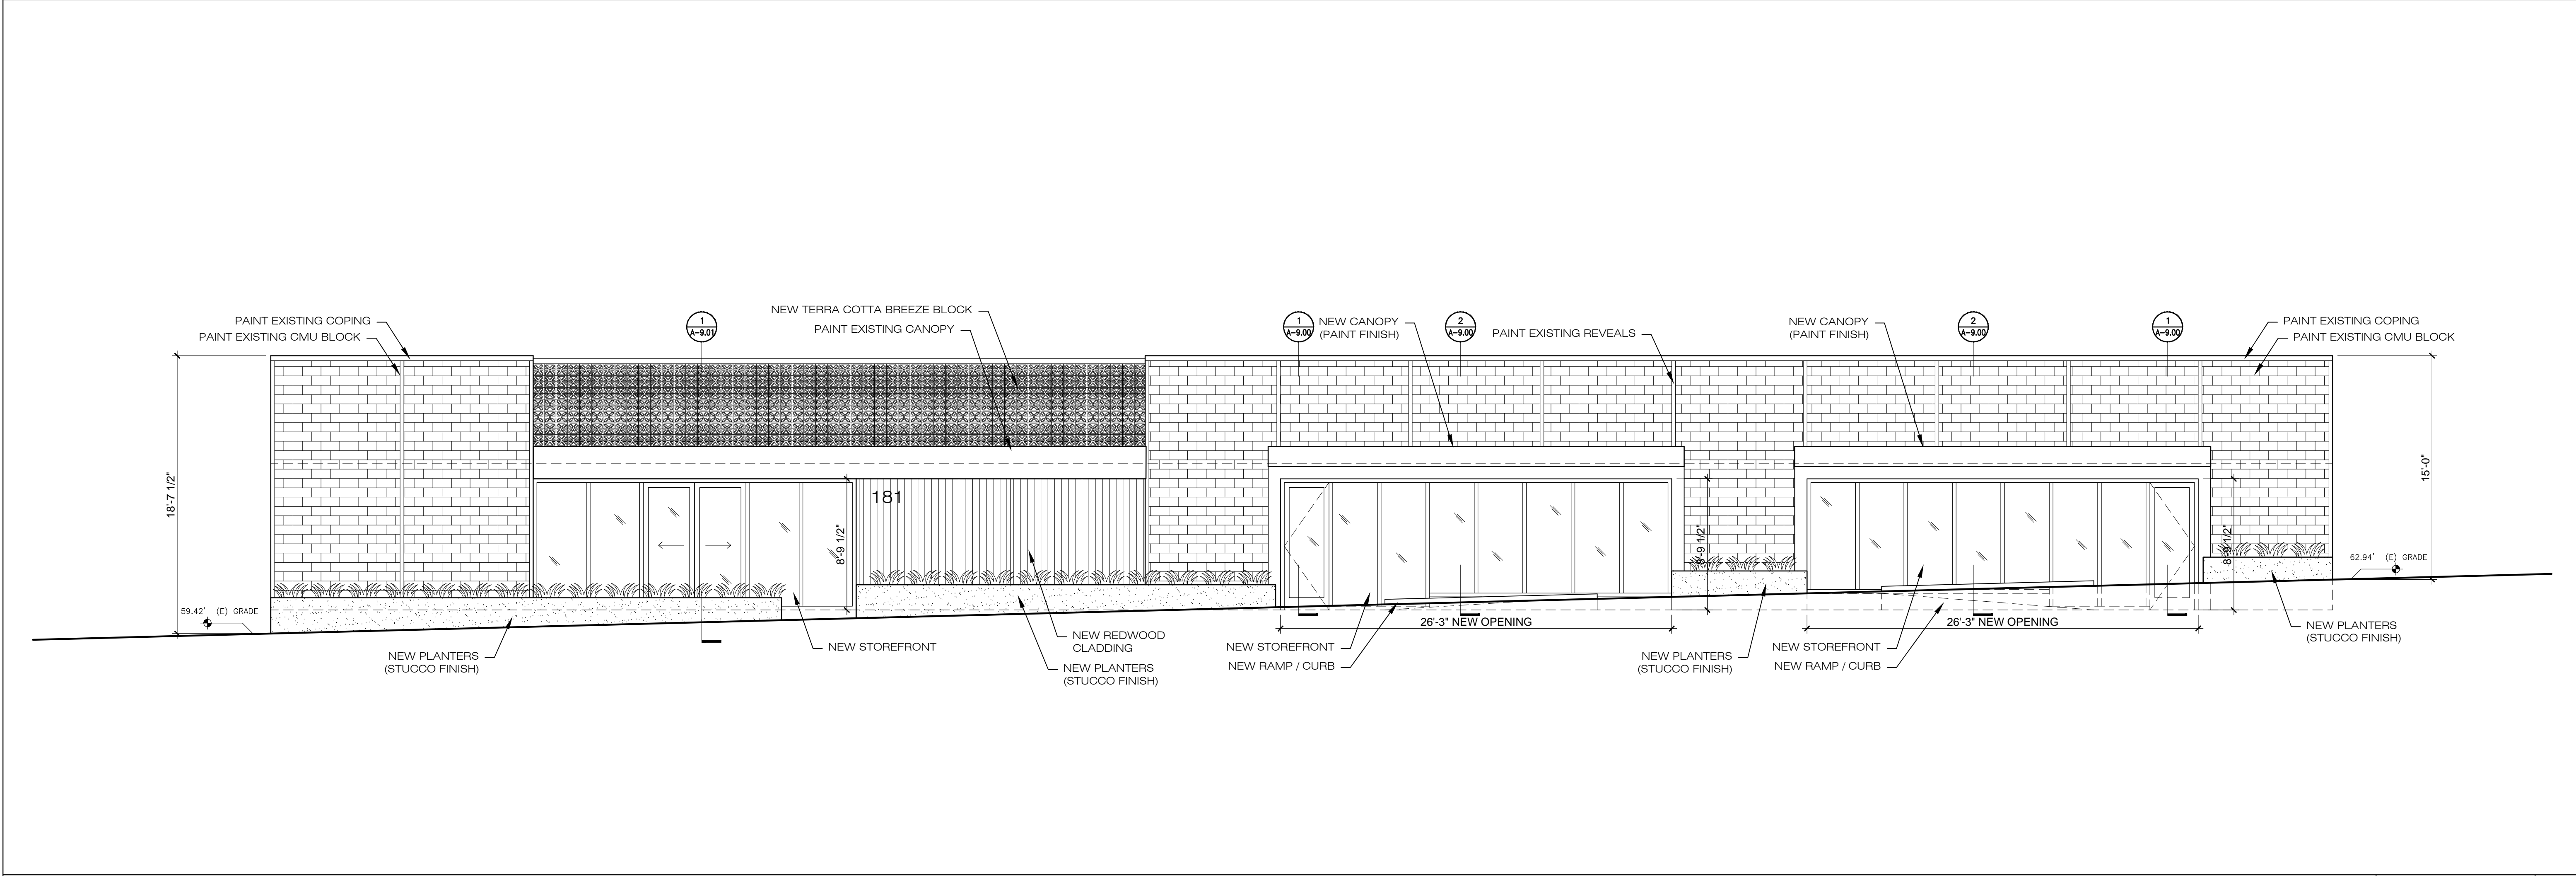 NEW TERRA COTTA BREEZE BLOCK
PAINT EXISTING CANOPY
PAINT EXISTING COPING
PAINT EXISTING CMU BLOCK
1
A-9.01
1
A-9.00
NEW CANOPY
(PAINT FINISH)
2
A-9.00
PAINT EXISTING REVEALS
NEW CANOPY
(PAINT FINISH)
2
A-9.00
1
A-9.00
PAINT EXISTING COPING
PAINT EXISTING CMU BLOCK
18'-7 1/2"
181
8'-9 1/2"
8'-9 1/2"
8'-9 1/2"
15'-0"
59.42' (E) GRADE
62.94' (E) GRADE
26'-3" NEW OPENING
26'-3" NEW OPENING
NEW PLANTERS
(STUCCO FINISH)
NEW STOREFRONT
NEW REDWOOD
CLADDING
NEW PLANTERS
(STUCCO FINISH)
NEW STOREFRONT
NEW RAMP / CURB
NEW PLANTERS
(STUCCO FINISH)
NEW STOREFRONT
NEW RAMP / CURB
NEW PLANTERS
(STUCCO FINISH)